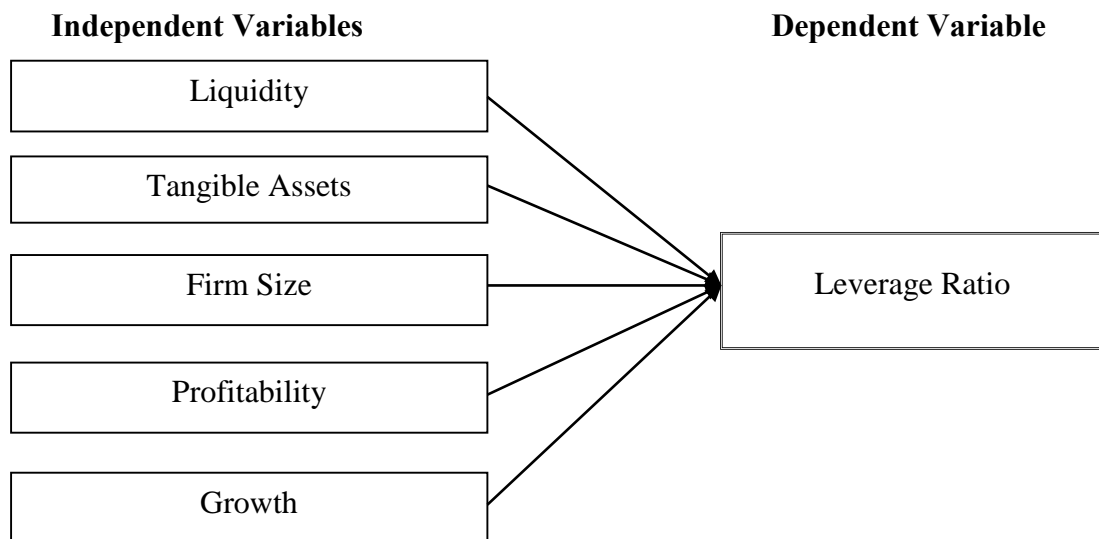 Independent Variables
Dependent Variable
Liquidity
Tangible Assets
Firm Size
Leverage Ratio
Profitability
Growth